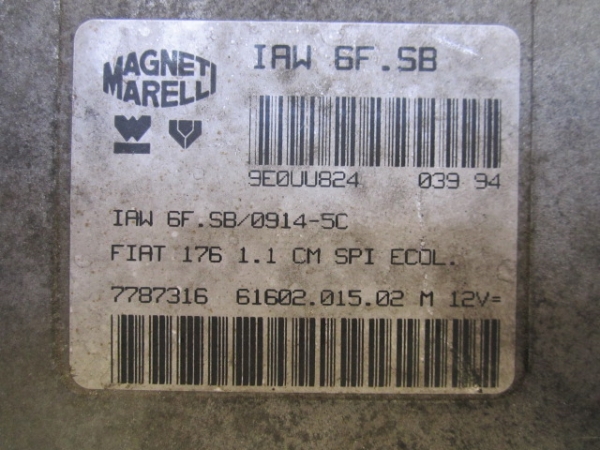 MAGNETI
MARELLI
IAW 6F.SB
9E0UU824 039 94
IAW 6F.SB/0914-5C
FIAT 176 1.1 CM SPI ECOL.
7787316 61602.015.02 M 12V=